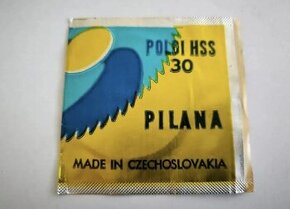 POLDI HSS
30
PILANA
MADE IN CZECHOSLOVAKIA